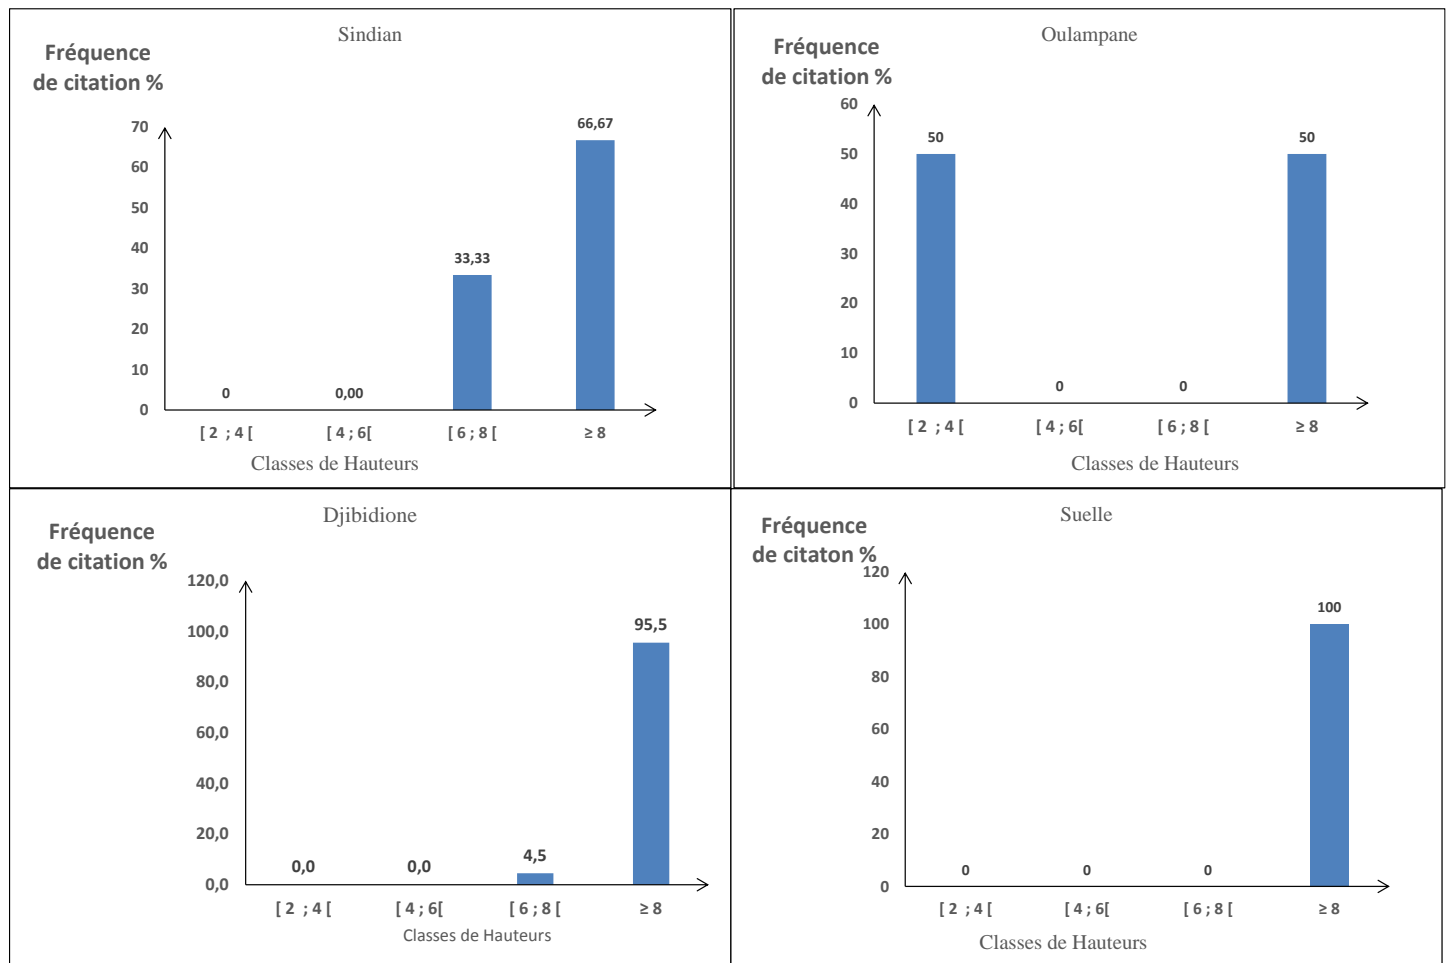 Sindian
Fréquence
de citation %
70
60
50
40
30
20
10
0
0
0,00
33,33
66,67
[ 2 ; 4 [
[ 4 ; 6[
[ 6 ; 8 [
≥ 8
Classes de Hauteurs
Oulampane
Fréquence
de citation %
60
50
40
30
20
10
0
50
0
0
50
[ 2 ; 4 [
[ 4 ; 6[
[ 6 ; 8 [
≥ 8
Classes de Hauteurs
Djibidione
Fréquence
de citation %
120,0
100,0
80,0
60,0
40,0
20,0
0,0
0,0
0,0
4,5
95,5
[ 2 ; 4 [
[ 4 ; 6[
[ 6 ; 8 [
≥ 8
Classes de Hauteurs
Suelle
Fréquence
de citaton %
120
100
80
60
40
20
0
0
0
0
100
[ 2 ; 4 [
[ 4 ; 6[
[ 6 ; 8 [
≥ 8
Classes de Hauteurs